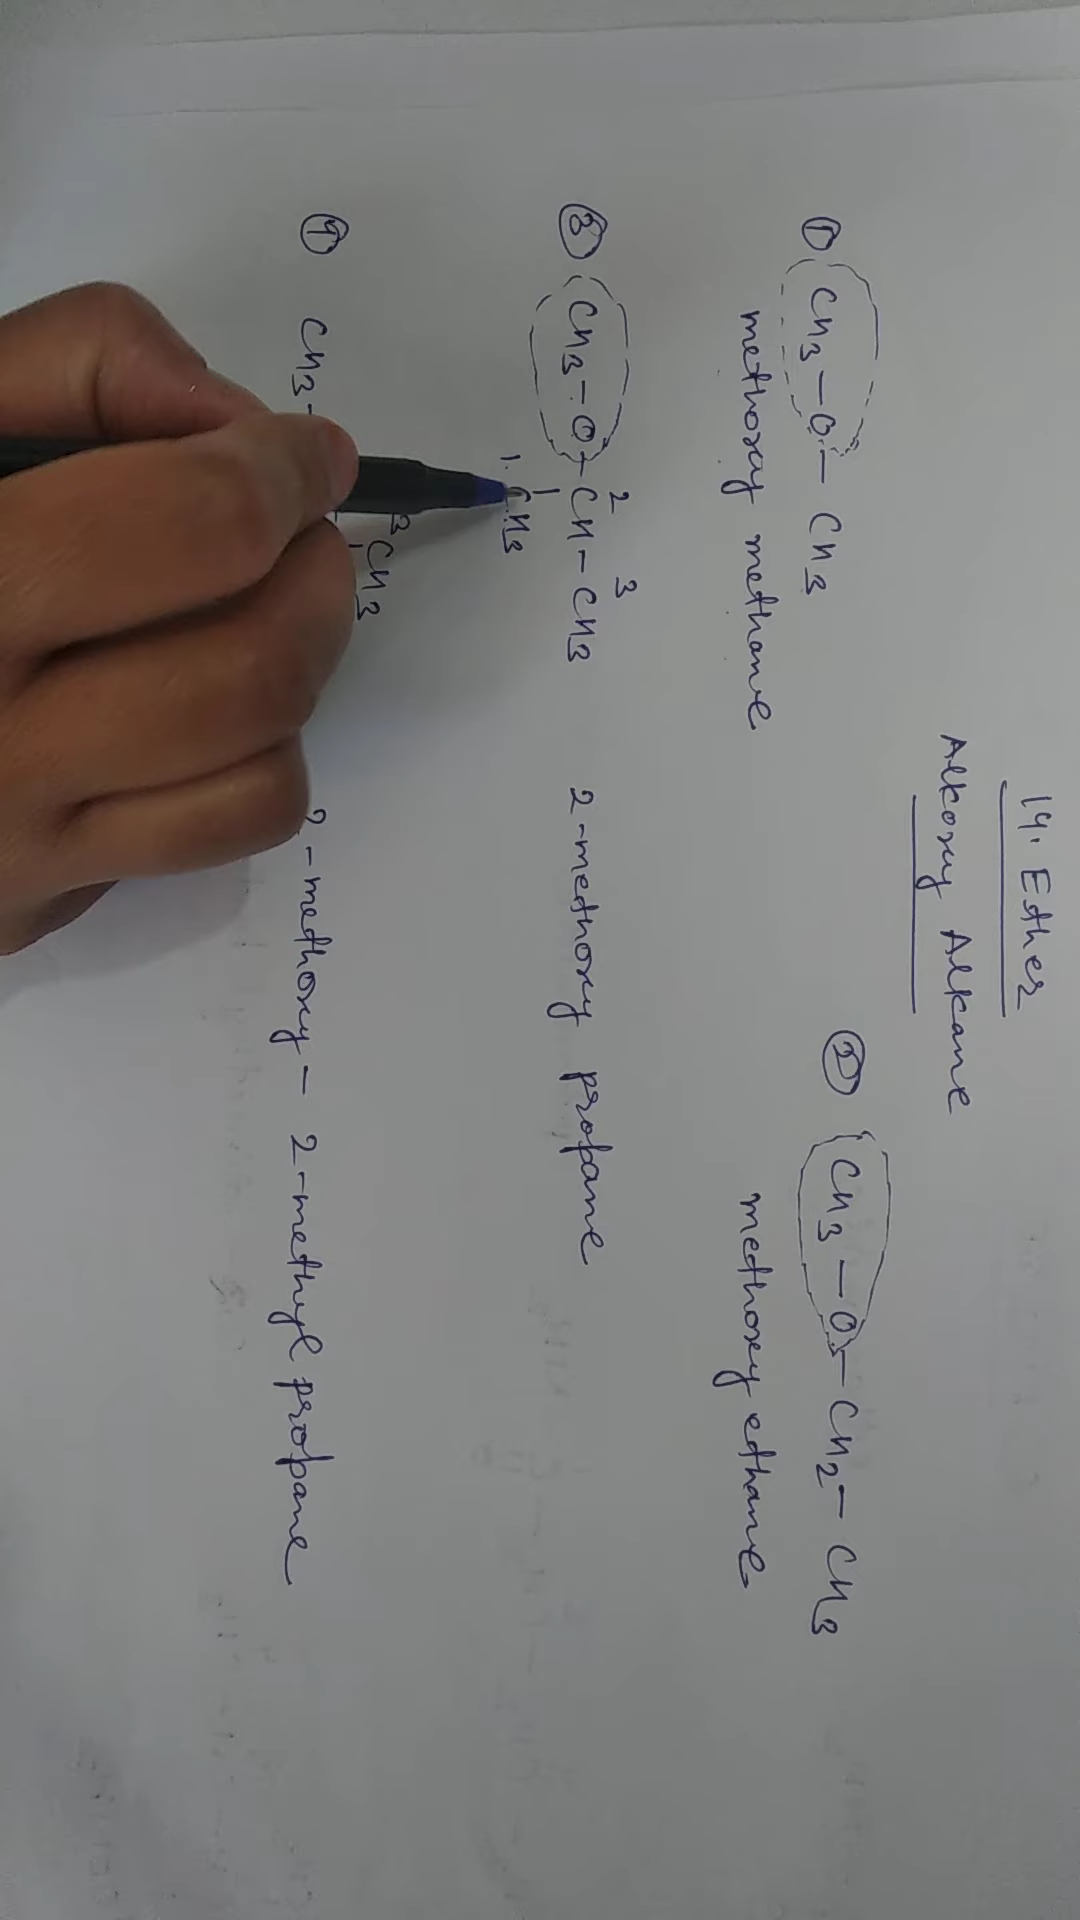 14. Ether
Alkoxy Alkane
① CH3-O-CH3
methoxy methane
② CH3-O-CH2-CH3
methoxy ethane
2 3
③ CH3-O-CH-CH3 2-methoxy propane
1. CH3
3 CH3
④ CH3- 2-methoxy- 2-methyl propane